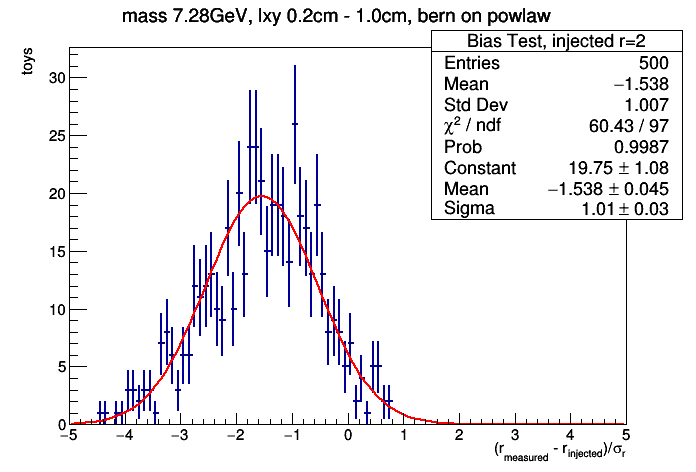 mass 7.28GeV, lxy 0.2cm - 1.0cm, bern on powlaw
Bias Test, injected r=2
Entries 500
Mean −1.538
Std Dev 1.007
χ² / ndf 60.43 / 97
Prob 0.9987
Constant 19.75 ± 1.08
Mean −1.538 ± 0.045
Sigma 1.01 ± 0.03
toys
30
25
20
15
10
5
0
−5 −4 −3 −2 −1 0 1 2 3 4 5
(r_measured - r_injected)/σ_r